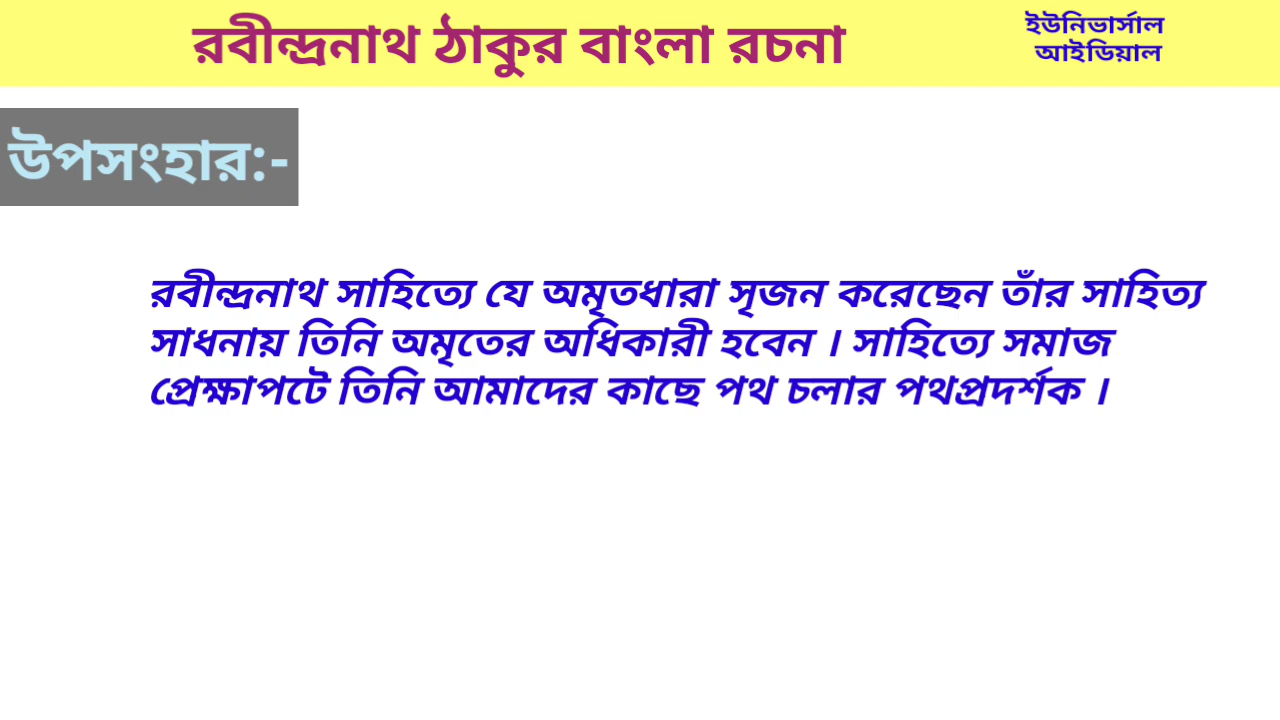 রবীন্দ্রনাথ ঠাকুর বাংলা রচনা
ইউনিভার্সাল
আইডিয়াল
উপসংহার:-
রবীন্দ্রনাথ সাহিত্যে যে অমৃতধারা সৃজন করেছেন তাঁর সাহিত্য
সাধনায় তিনি অমৃতের অধিকারী হবেন । সাহিত্যে সমাজ
প্রেক্ষাপটে তিনি আমাদের কাছে পথ চলার পথপ্রদর্শক ।